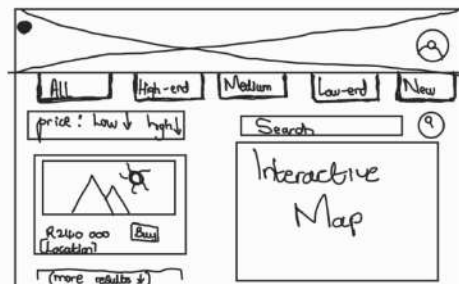 All High-end Medium Low-end New
price: Low ↓ high ↓
Search
Interactive
Map
R240 000 Buy
[Location]
(more results ↓)